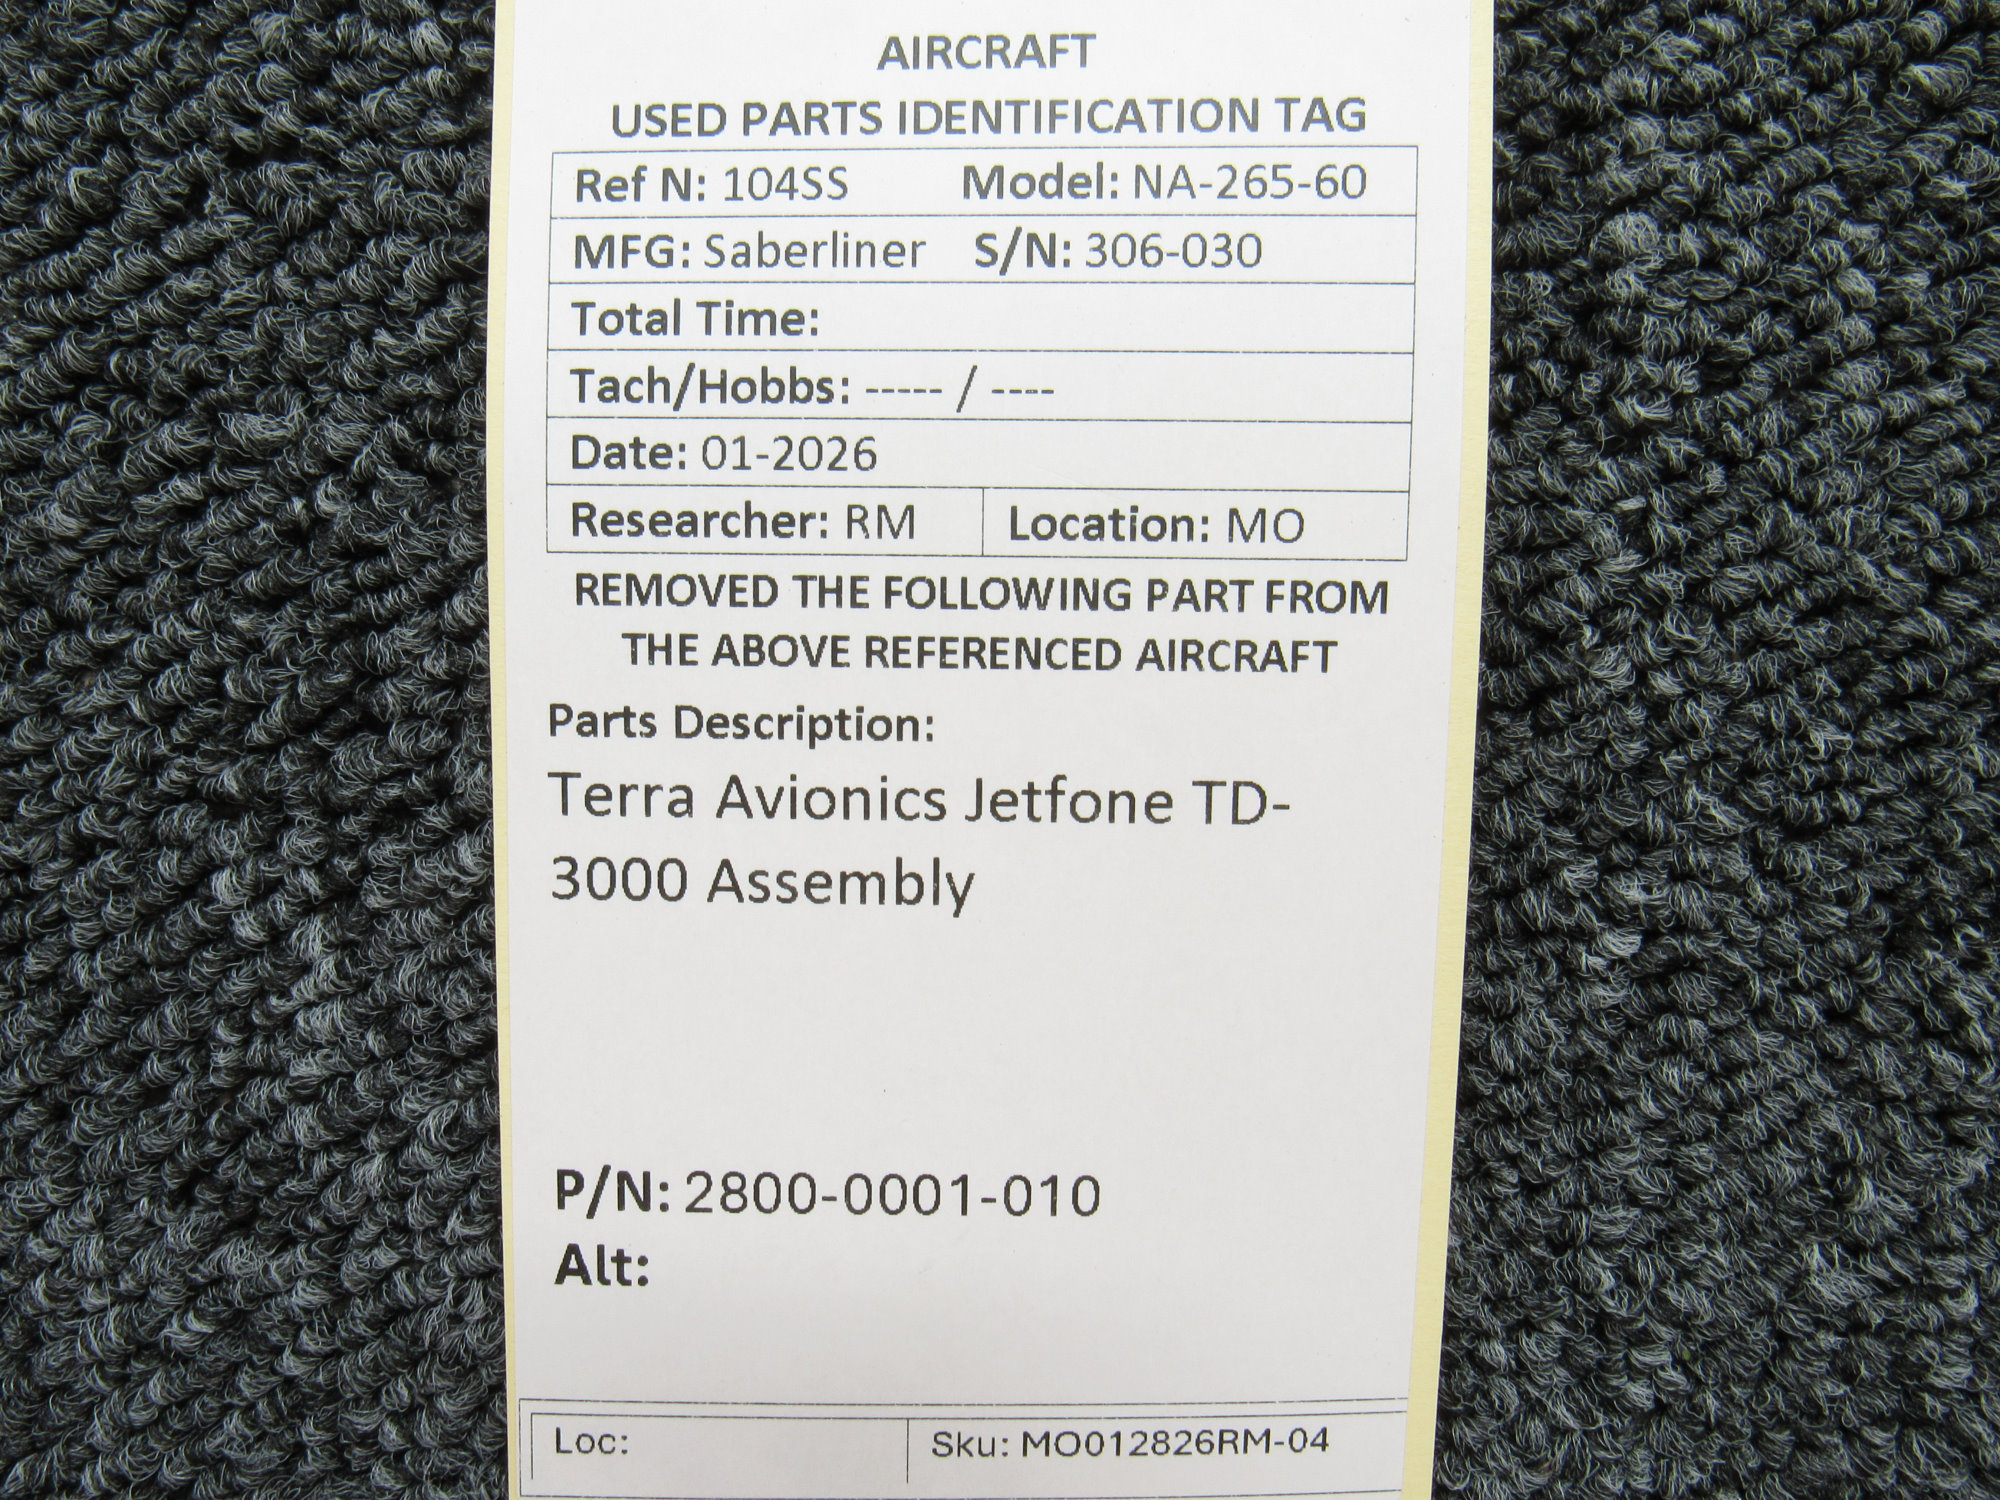 AIRCRAFT
USED PARTS IDENTIFICATION TAG
Ref N: 104SS Model: NA-265-60
MFG: Saberliner S/N: 306-030
Total Time:
Tach/Hobbs: ----- / ----
Date: 01-2026
Researcher: RM Location: MO
REMOVED THE FOLLOWING PART FROM
THE ABOVE REFERENCED AIRCRAFT
Parts Description:
Terra Avionics Jetfone TD-
3000 Assembly
P/N: 2800-0001-010
Alt:
Loc: Sku: MO012826RM-04